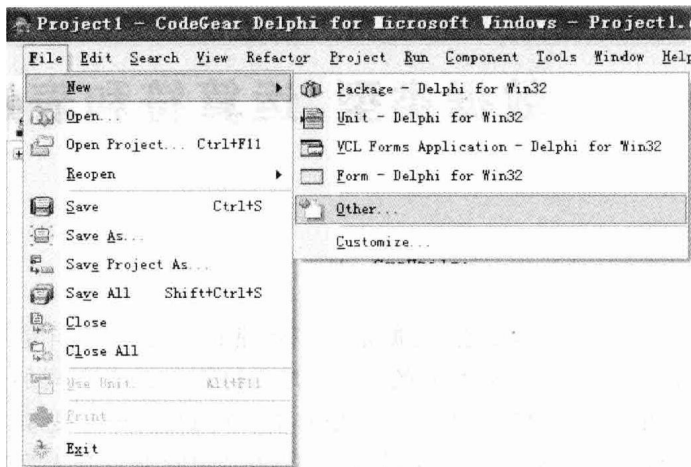 Project1 - CodeGear Delphi for Microsoft Windows - Project1.
File Edit Search View Refactor Project Run Component Tools Window Help
New
Open...
Open Project... Ctrl+F11
Reopen
Save Ctrl+S
Save As...
Save Project As...
Save All Shift+Ctrl+S
Close
Close All
Use Unit... Alt+F11
Print...
Exit
Package - Delphi for Win32
Unit - Delphi for Win32
VCL Forms Application - Delphi for Win32
Form - Delphi for Win32
Other...
Customize...